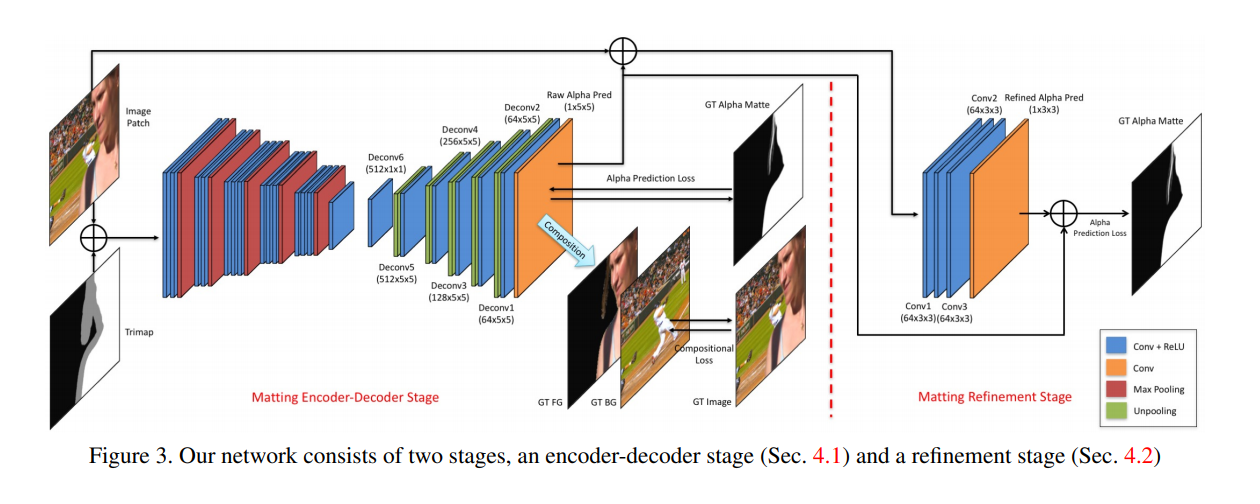 Image
Patch
Trimap
Deconv6
(512x1x1)
Deconv5
(512x5x5)
Deconv4
(256x5x5)
Deconv3
(128x5x5)
Deconv2
(64x5x5)
Deconv1
(64x5x5)
Raw Alpha Pred
(1x5x5)
GT Alpha Matte
Alpha Prediction Loss
Composition
GT FG
GT BG
Compositional
Loss
GT Image
Matting Encoder-Decoder Stage
Conv2
(64x3x3)
Refined Alpha Pred
(1x3x3)
Conv1
(64x3x3)
Conv3
(64x3x3)
Alpha
Prediction Loss
GT Alpha Matte
Matting Refinement Stage
Conv + ReLU
Conv
Max Pooling
Unpooling
Figure 3. Our network consists of two stages, an encoder-decoder stage (Sec. 4.1) and a refinement stage (Sec. 4.2)